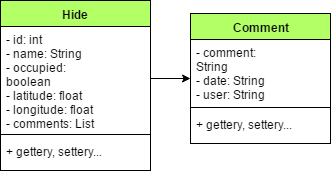 Hide
- id: int
- name: String
- occupied:
boolean
- latitude: float
- longitude: float
- comments: List
+ gettery, settery...
Comment
- comment:
String
- date: String
- user: String
+ gettery, settery...